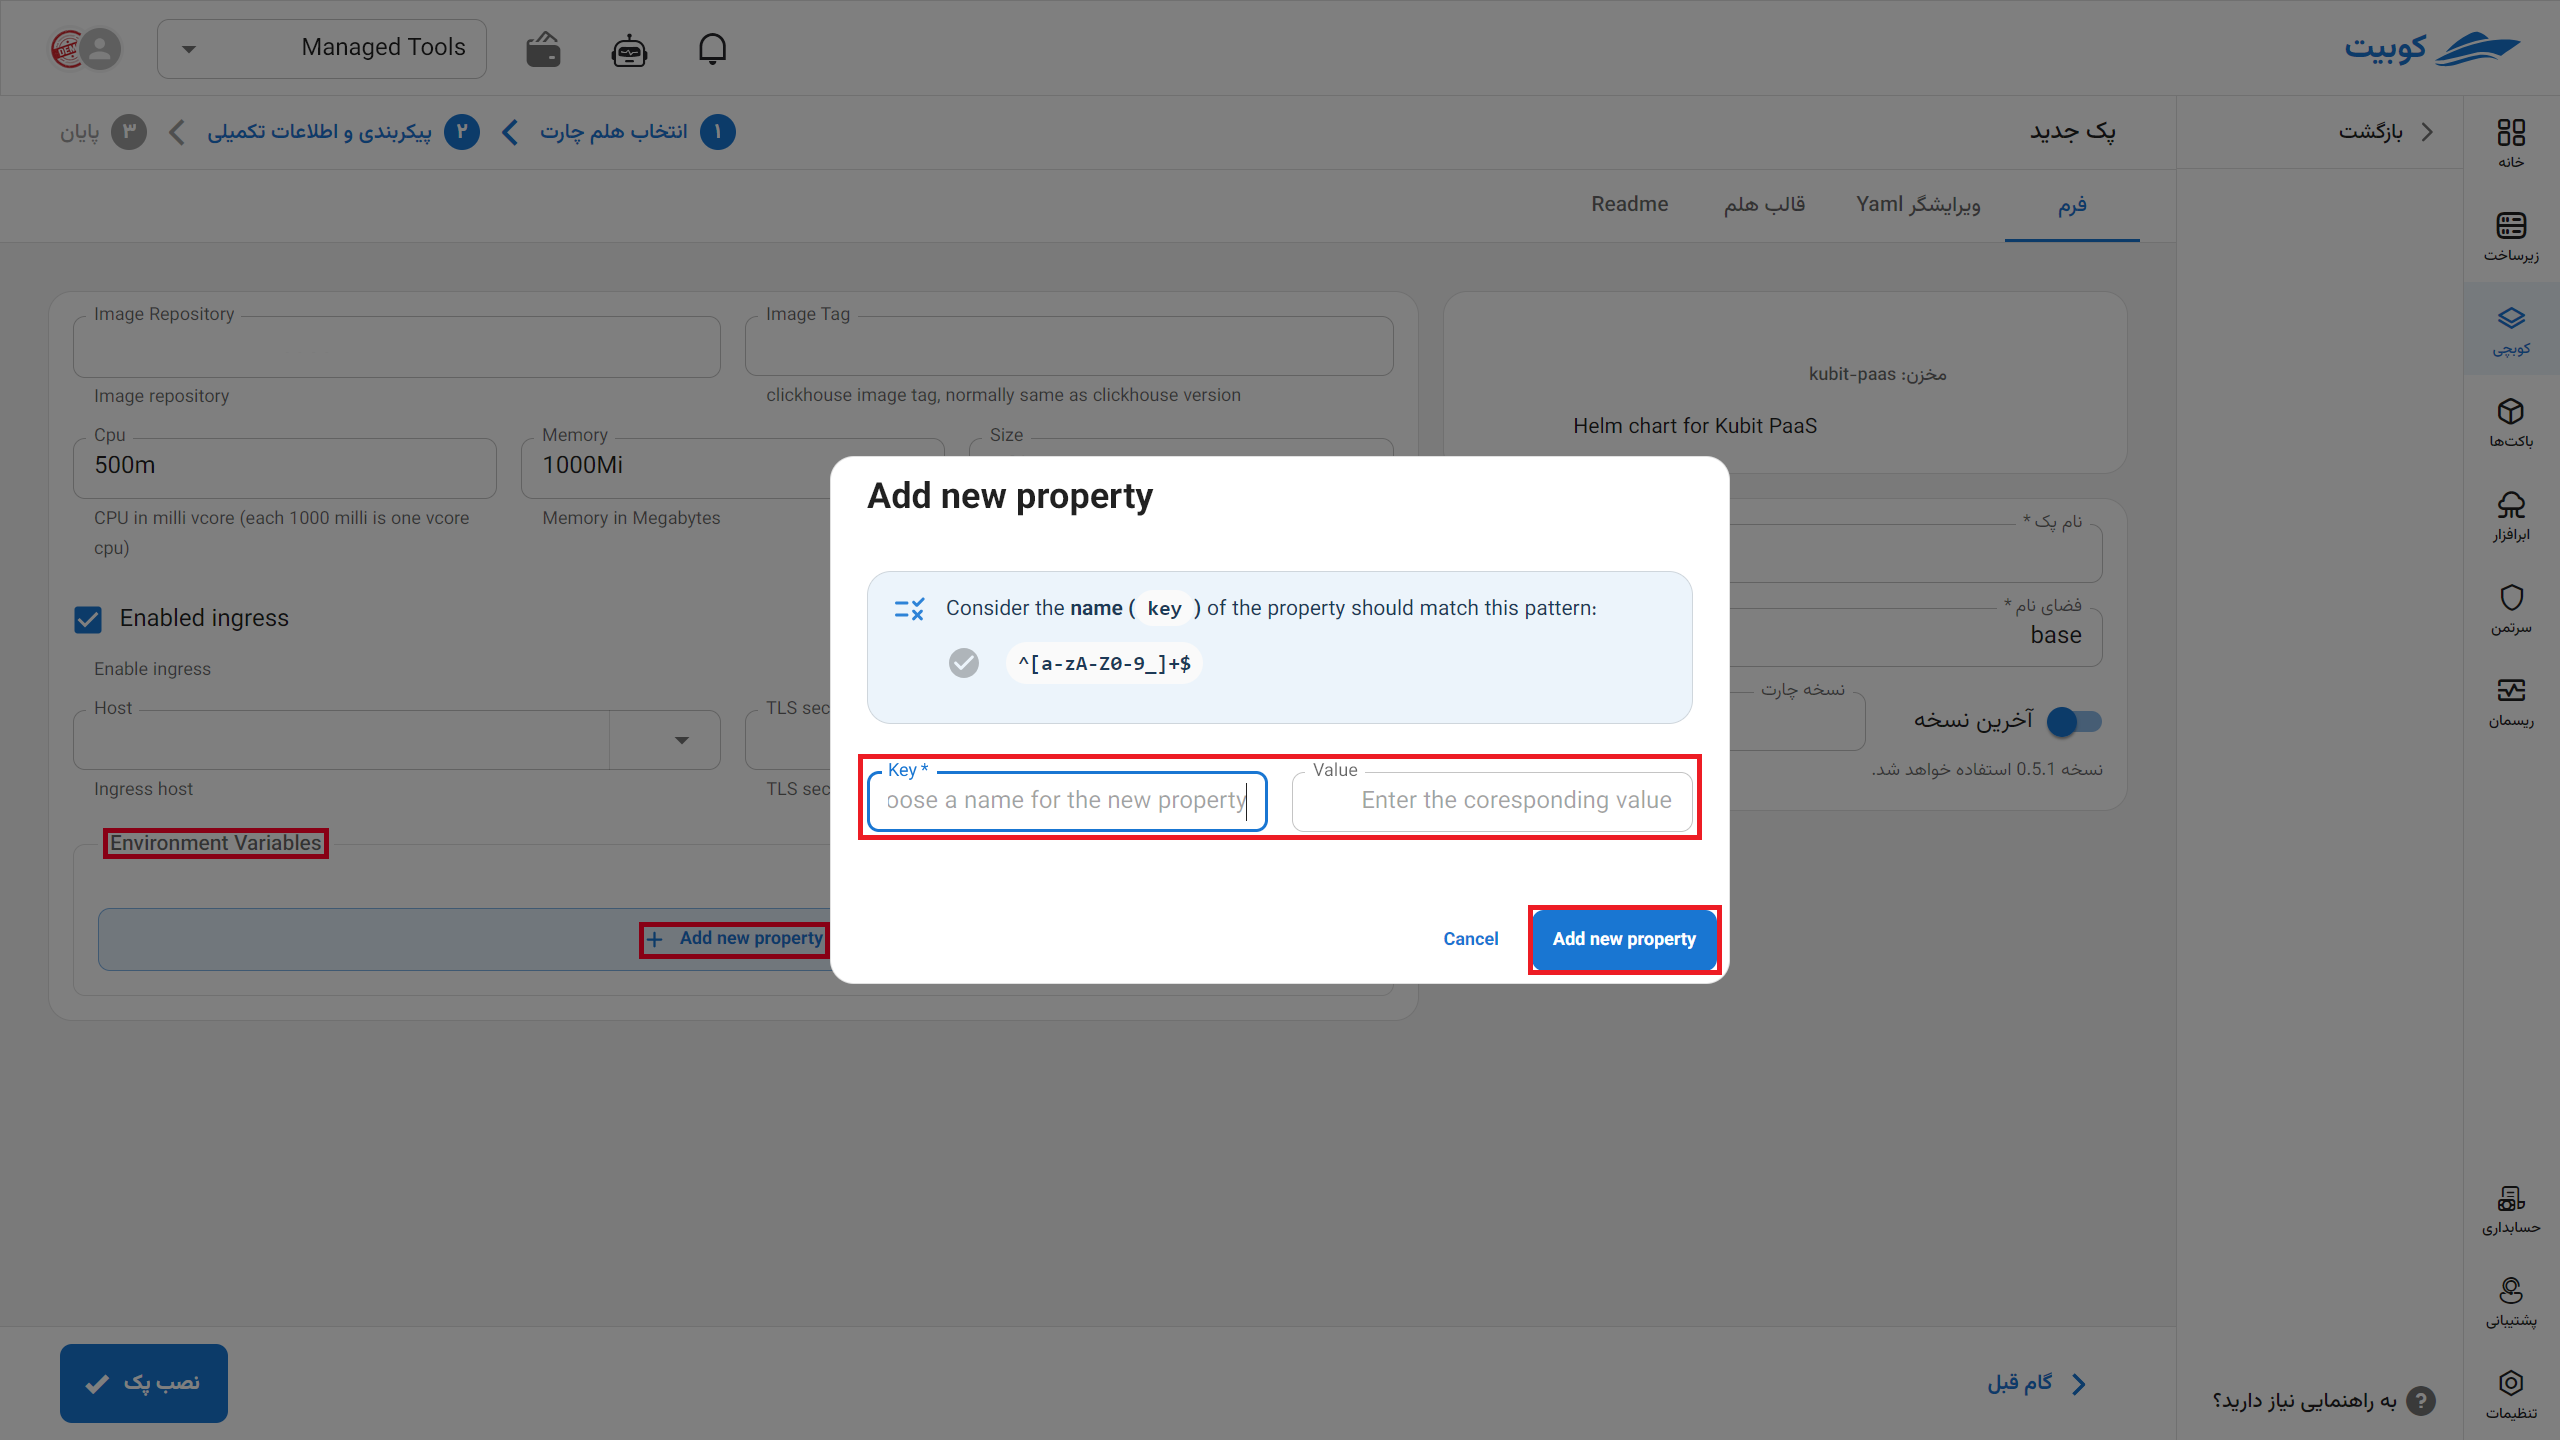 Managed Tools
کوبیت
بازگشت
پک جدید
۱ انتخاب هلم چارت
۲ پیکربندی و اطلاعات تکمیلی
۳ پایان
فرم
ویرایشگر Yaml
قالب هلم
Readme
خانه
زیرساخت
کوبچی
باکت‌ها
ابرافزار
سرتمن
ریسمان
حسابداری
پشتیبانی
تنظیمات
Image Repository
Image repository
Image Tag
clickhouse image tag, normally same as clickhouse version
Cpu
500m
CPU in milli vcore (each 1000 milli is one vcore
cpu)
Memory
1000Mi
Memory in Megabytes
Size
Enabled ingress
Enable ingress
Host
Ingress host
TLS sec
TLS sec
Environment Variables
+ Add new property
مخزن: kubit-paas
Helm chart for Kubit PaaS
نام پک *
فضای نام *
base
نسخه چارت
آخرین نسخه
نسخه 0.5.1 استفاده خواهد شد.
Add new property
Consider the name ( key ) of the property should match this pattern:
^[a-zA-Z0-9_]+$
Key *
oose a name for the new property
Value
Enter the coresponding value
Cancel
Add new property
نصب پک
گام قبل
به راهنمایی نیاز دارید؟